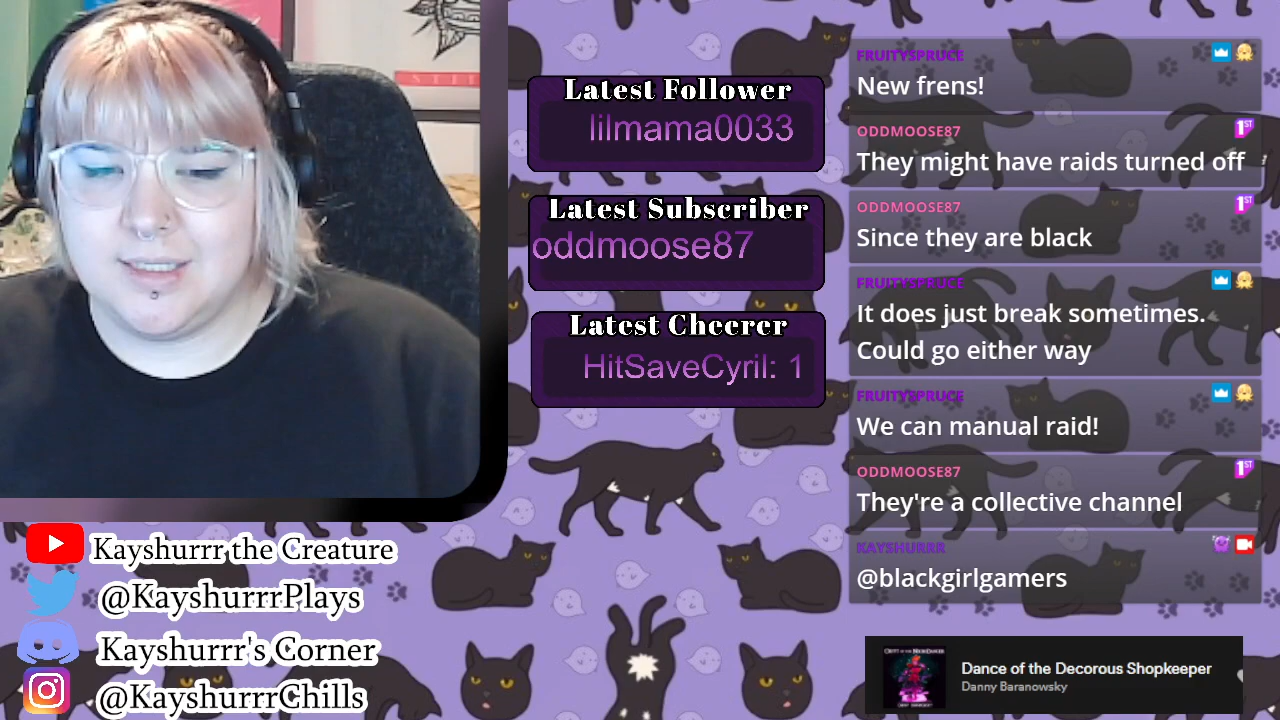 Latest Follower
lilmama0033
Latest Subscriber
oddmoose87
Latest Cheerer
HitSaveCyril: 1
FRUITYSPRUCE
New frens!
ODDMOOSE87
1ST
They might have raids turned off
ODDMOOSE87
1ST
Since they are black
FRUITYSPRUCE
It does just break sometimes.
Could go either way
FRUITYSPRUCE
We can manual raid!
ODDMOOSE87
1ST
They're a collective channel
KAYSHURRR
@blackgirlgamers
Kayshurrr the Creature
@KayshurrrPlays
Kayshurrr's Corner
@KayshurrrChills
Dance of the Decorous Shopkeeper
Danny Baranowsky